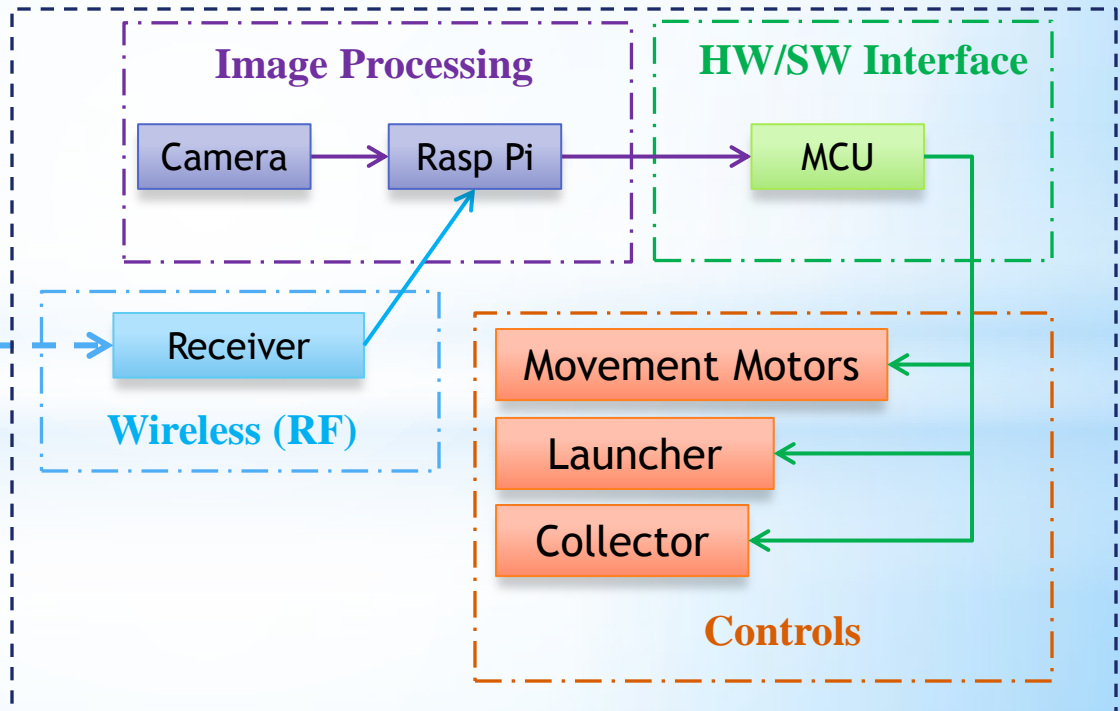 Image Processing
HW/SW Interface
Camera
Rasp Pi
MCU
Receiver
Wireless (RF)
Movement Motors
Launcher
Collector
Controls